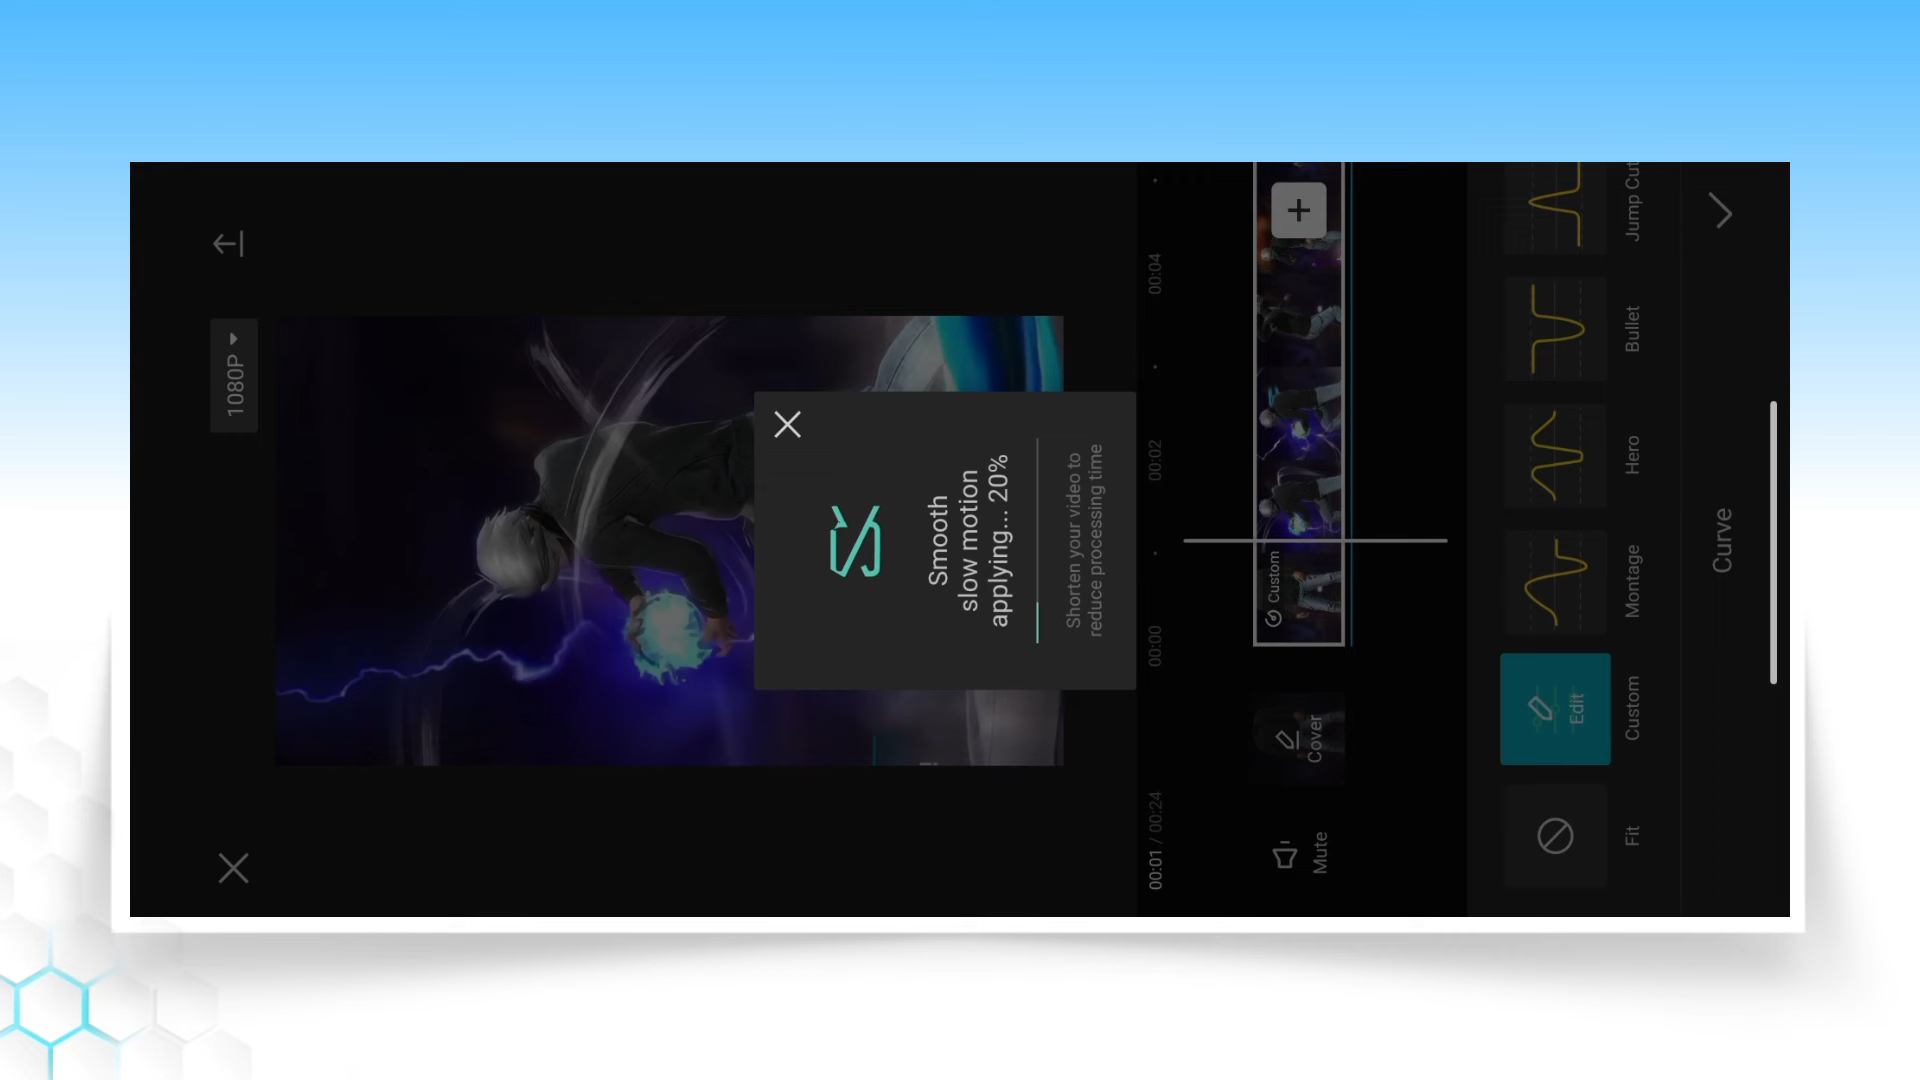 1080P
Smooth
slow motion
applying... 20%
Shorten your video to
reduce processing time
00:01 / 00:24
00:00
00:02
00:04
Mute
Cover
Custom
Fit
Edit
Custom
Montage
Hero
Bullet
Jump Cut
Curve